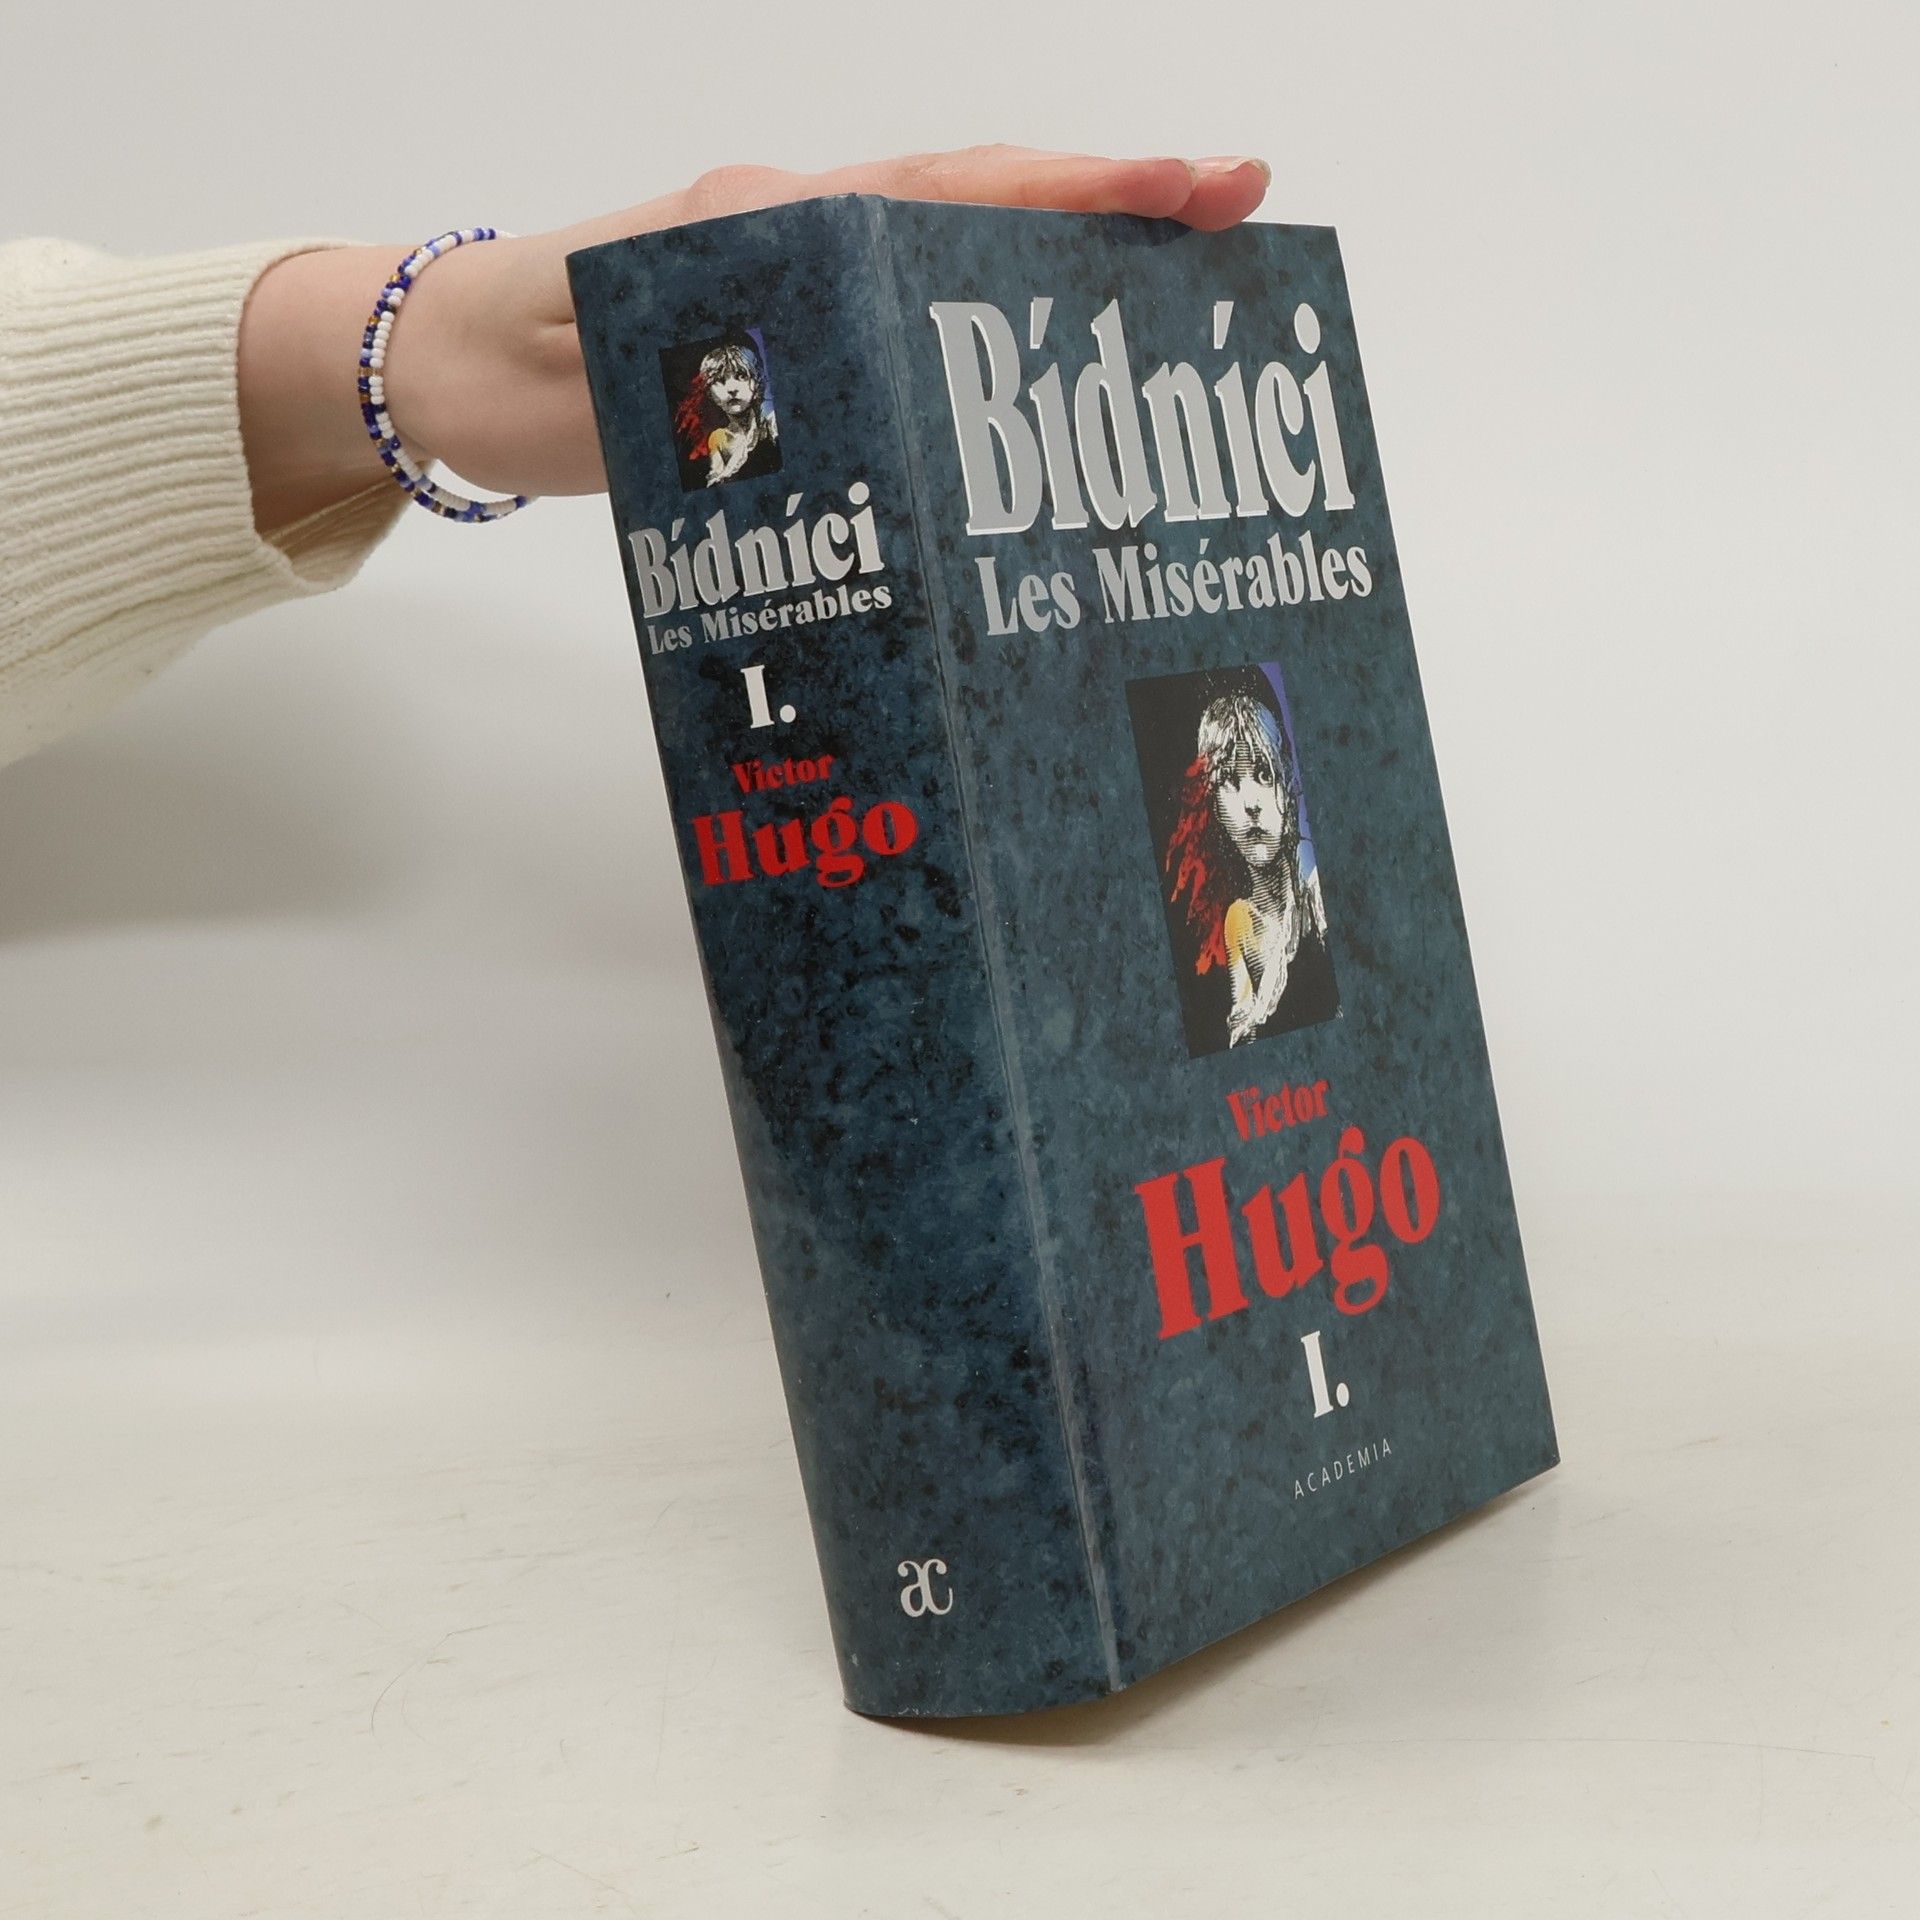 Bídníci
Les Misérables
I.
Victor
Hugo
ac
Bídníci
Les Misérables
Victor
Hugo
I.
ACADEMIA